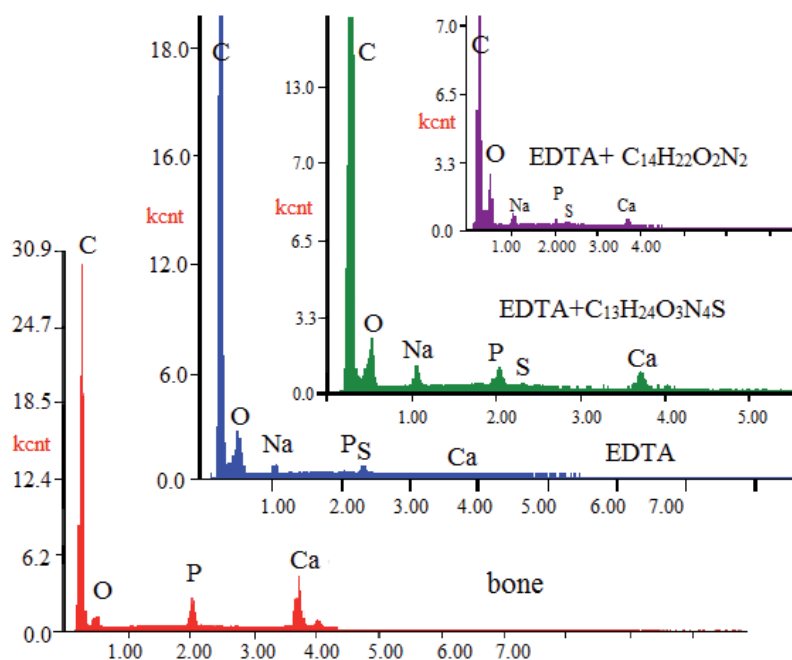 18.0
C
16.0
kcnt
12.0
6.0
O
Na
P
S
Ca
EDTA
0.0
1.00 2.00 3.00 4.00 5.00 6.00 7.00
C
13.0
7.0
kcnt
6.5
3.3
EDTA+C₁₃H₂₄O₃N₄S
O
Na
P
S
Ca
0.0
1.00 2.00 3.00 4.00 5.00
7.0
C
6.5
kcnt
3.3
O
EDTA+ C₁₄H₂₂O₂N₂
Na
P
S
Ca
0.0
1.00 2.000 3.00 4.00
30.9
C
24.7
18.5
kcnt
12.4
6.2
O
P
Ca
bone
0.0
1.00 2.00 3.00 4.00 5.00 6.00 7.00